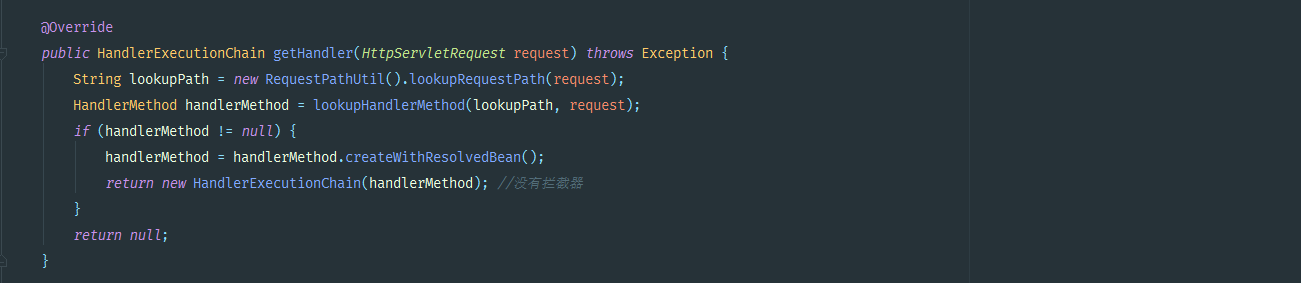 @Override
public HandlerExecutionChain getHandler(HttpServletRequest request) throws Exception {
String lookupPath = new RequestPathUtil().lookupRequestPath(request);
HandlerMethod handlerMethod = lookupHandlerMethod(lookupPath, request);
if (handlerMethod != null) {
handlerMethod = handlerMethod.createWithResolvedBean();
return new HandlerExecutionChain(handlerMethod); //没有拦截器
}
return null;
}